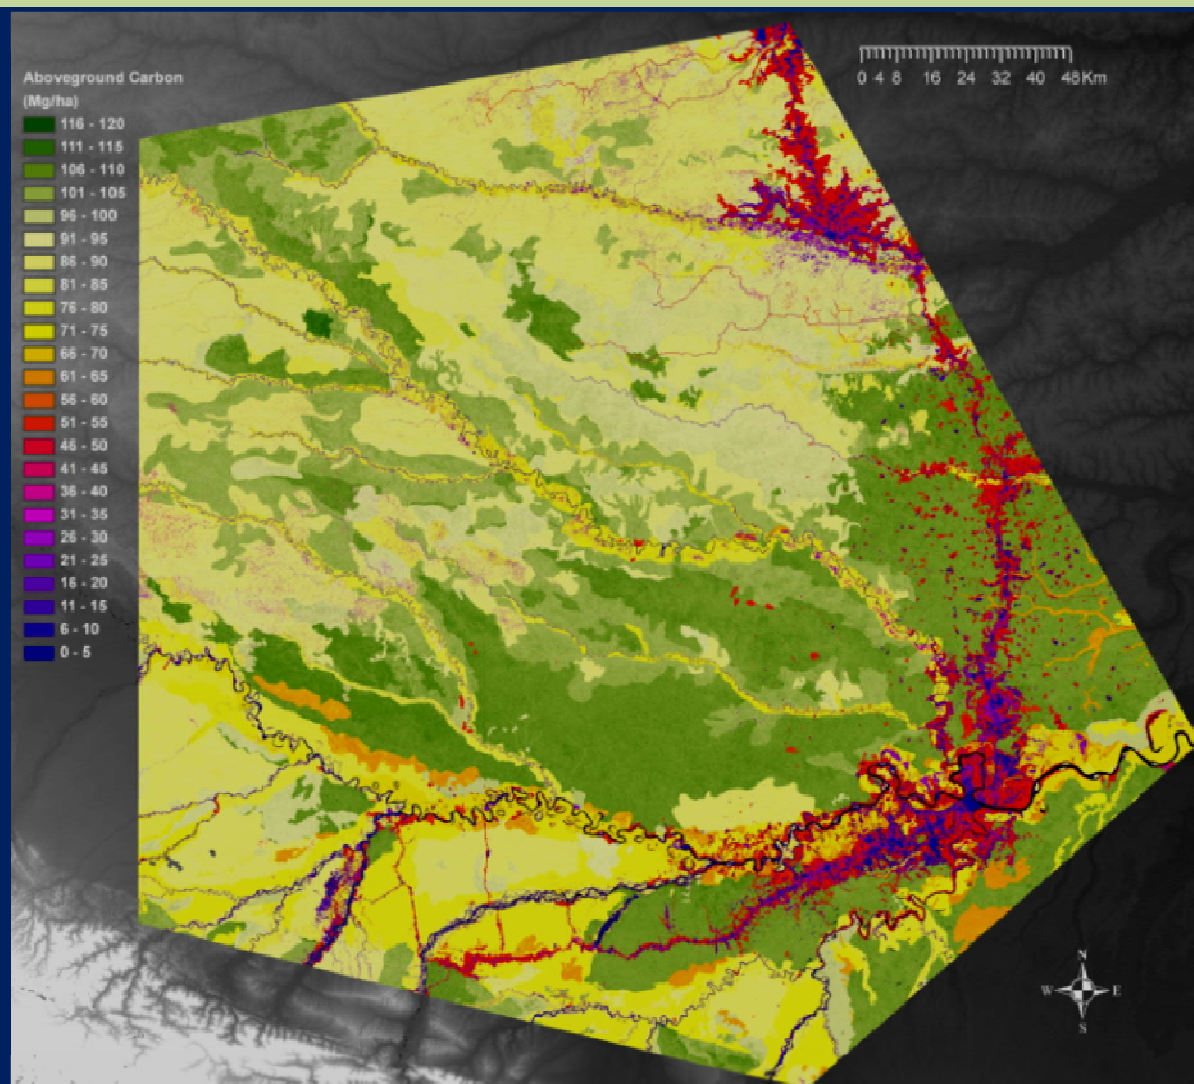 Aboveground Carbon
(Mg/ha)
116 - 120
111 - 115
106 - 110
101 - 105
96 - 100
91 - 95
86 - 90
81 - 85
76 - 80
71 - 75
66 - 70
61 - 65
56 - 60
51 - 55
46 - 50
41 - 45
36 - 40
31 - 35
26 - 30
21 - 25
16 - 20
11 - 15
6 - 10
0 - 5
0 4 8 16 24 32 40 48 Km
N
W E
S